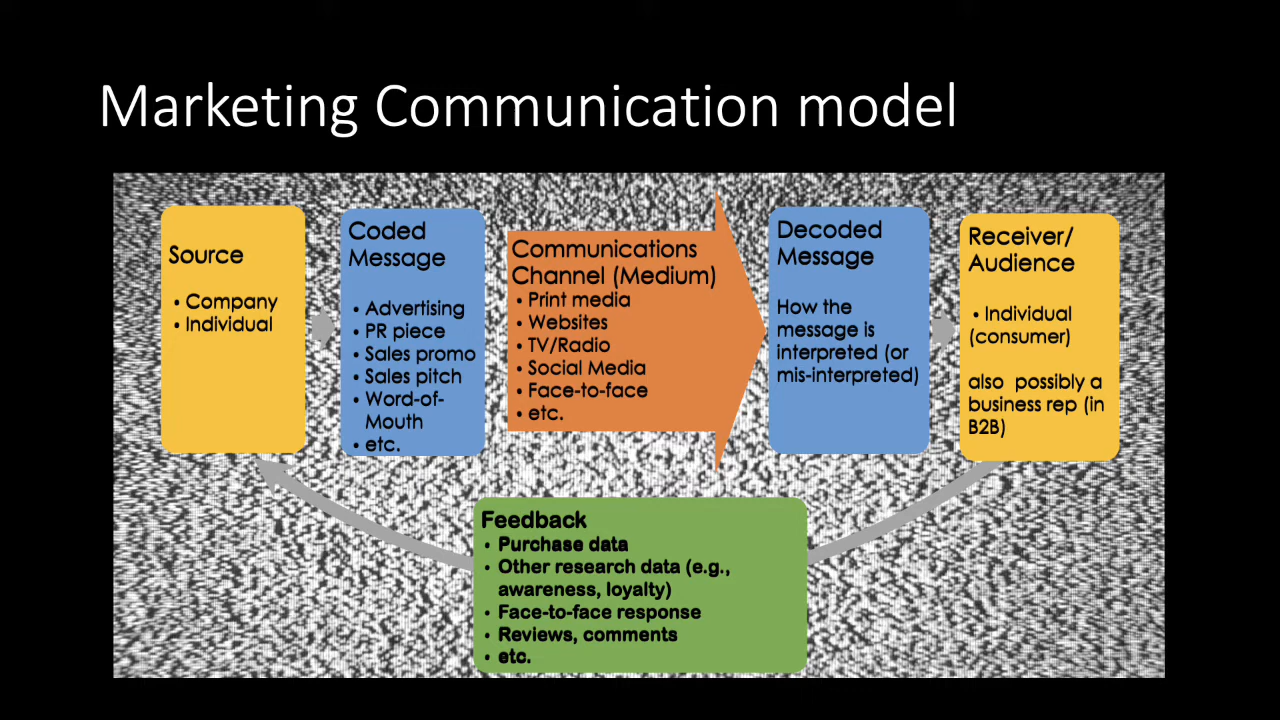 Marketing Communication model
Source
• Company
• Individual
Coded
Message
• Advertising
• PR piece
• Sales promo
• Sales pitch
• Word-of-
Mouth
• etc.
Communications
Channel (Medium)
• Print media
• Websites
• TV/Radio
• Social Media
• Face-to-face
• etc.
Decoded
Message
How the
message is
interpreted (or
mis-interpreted)
Receiver/
Audience
• Individual
(consumer)
also possibly a
business rep (in
B2B)
Feedback
• Purchase data
• Other research data (e.g.,
awareness, loyalty)
• Face-to-face response
• Reviews, comments
• etc.